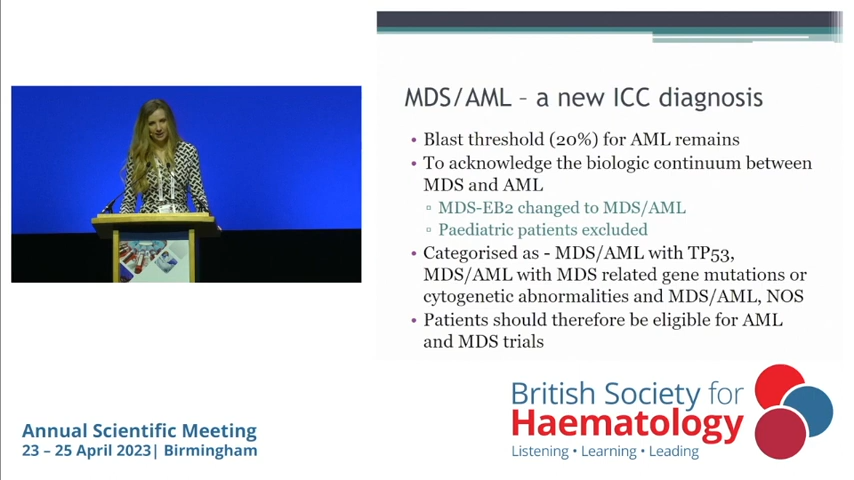 MDS/AML – a new ICC diagnosis
• Blast threshold (20%) for AML remains
• To acknowledge the biologic continuum between
MDS and AML
▫ MDS-EB2 changed to MDS/AML
▫ Paediatric patients excluded
• Categorised as - MDS/AML with TP53,
MDS/AML with MDS related gene mutations or
cytogenetic abnormalities and MDS/AML, NOS
• Patients should therefore be eligible for AML
and MDS trials
British Society for
Haematology
Listening • Learning • Leading
Annual Scientific Meeting
23 – 25 April 2023| Birmingham